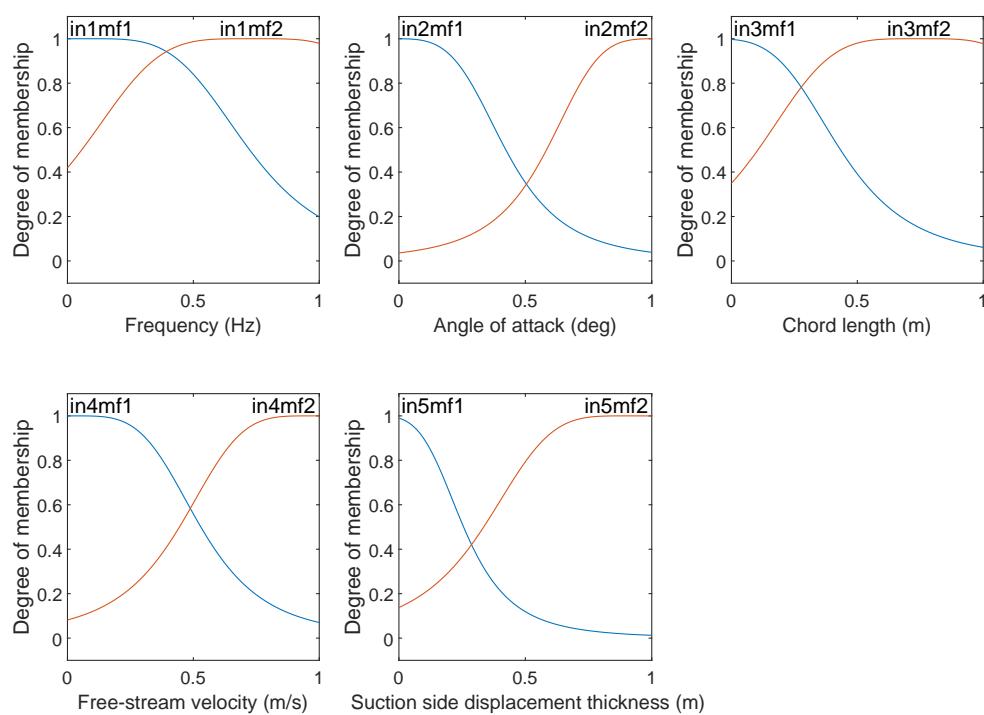 in1mf1 in1mf2
1
0.8
0.6
0.4
0.2
0
Degree of membership
0 0.5 1
Frequency (Hz)
in2mf1 in2mf2
1
0.8
0.6
0.4
0.2
0
Degree of membership
0 0.5 1
Angle of attack (deg)
in3mf1 in3mf2
1
0.8
0.6
0.4
0.2
0
Degree of membership
0 0.5 1
Chord length (m)
in4mf1 in4mf2
1
0.8
0.6
0.4
0.2
0
Degree of membership
0 0.5 1
Free-stream velocity (m/s)
in5mf1 in5mf2
1
0.8
0.6
0.4
0.2
0
Degree of membership
0 0.5 1
Suction side displacement thickness (m)